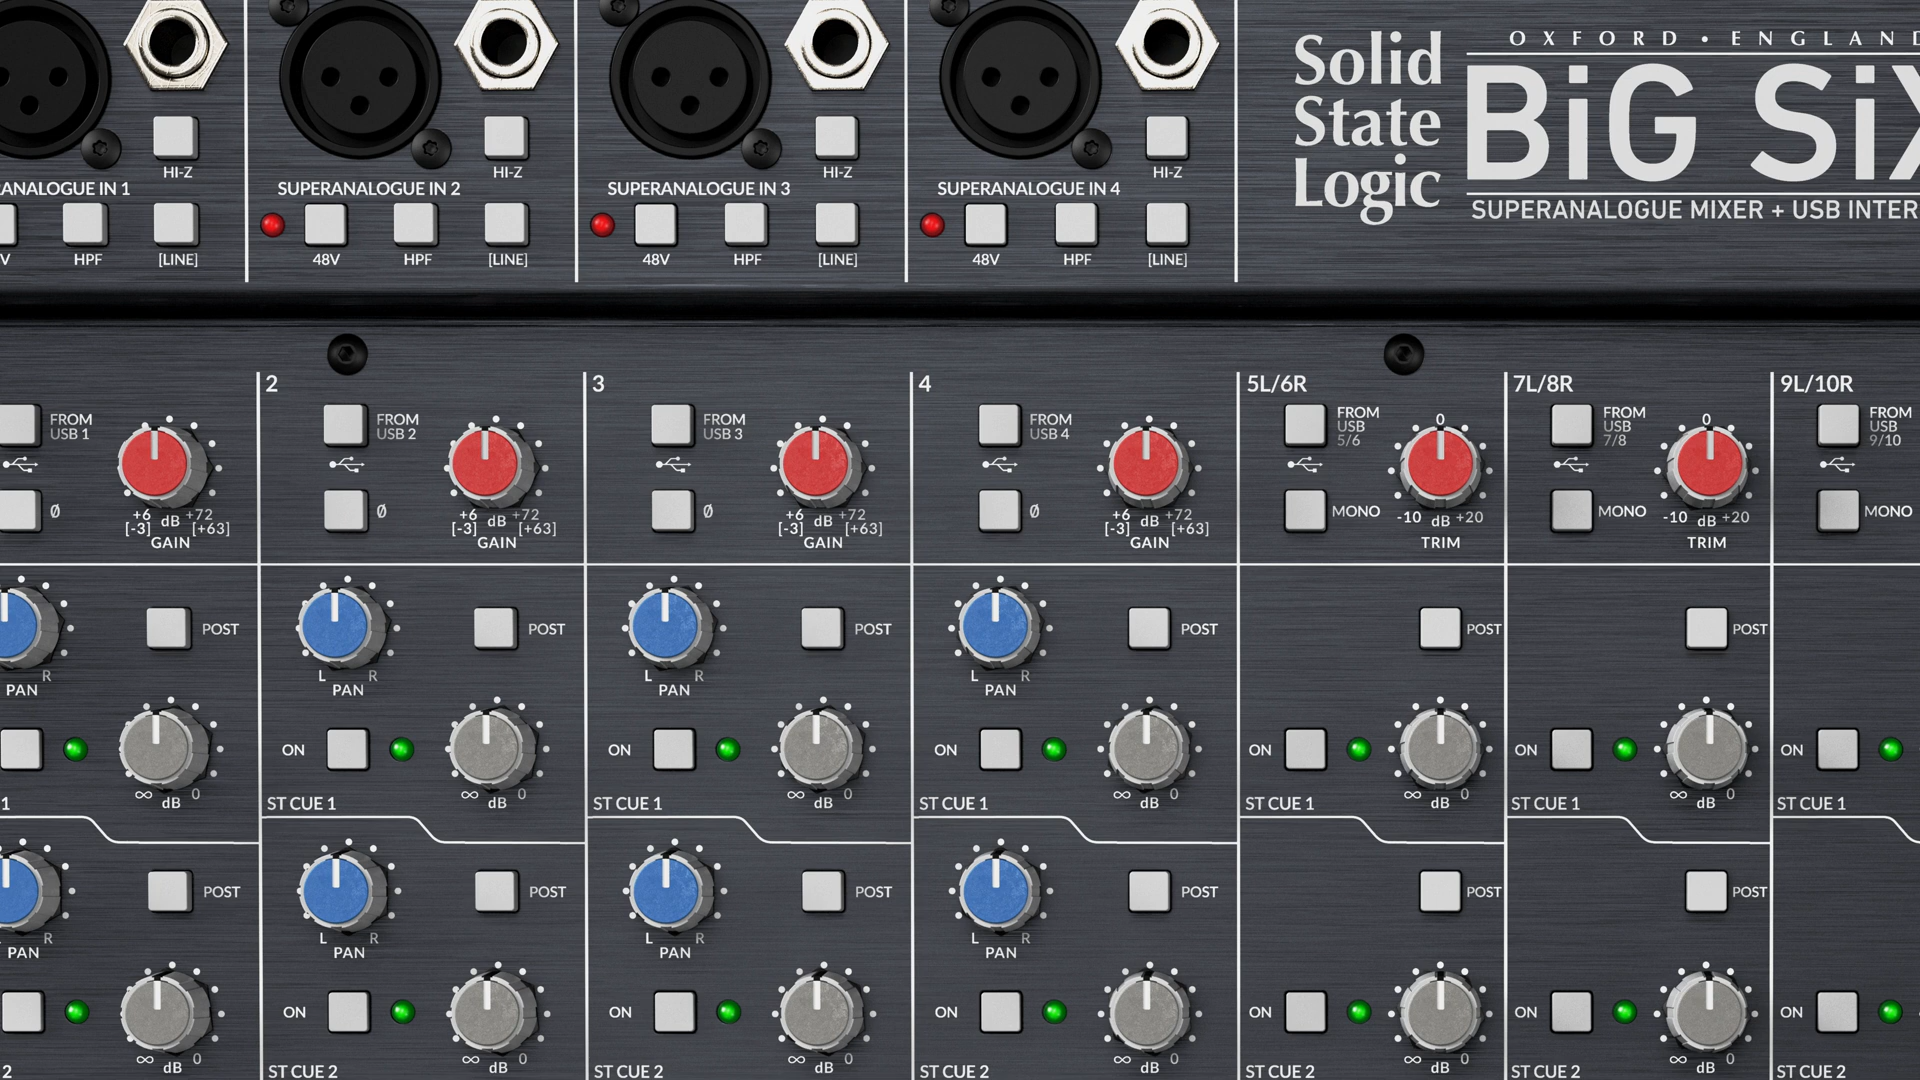 OXFORD • ENGLAND
Solid
State
Logic
BiG SiX
SUPERANALOGUE MIXER + USB INTER
HI-Z
HI-Z
HI-Z
HI-Z
RANALOGUE IN 1
SUPERANALOGUE IN 2
SUPERANALOGUE IN 3
SUPERANALOGUE IN 4
V HPF [LINE]
48V HPF [LINE]
48V HPF [LINE]
48V HPF [LINE]
2
3
4
5L/6R
7L/8R
9L/10R
FROM
USB 1
FROM
USB 2
FROM
USB 3
FROM
USB 4
FROM
USB
5/6
0
FROM
USB
7/8
0
FROM
USB
9/10
Ø
Ø
Ø
Ø
MONO
MONO
MONO
+6 dB +72
[-3] [+63]
GAIN
+6 dB +72
[-3] [+63]
GAIN
+6 dB +72
[-3] [+63]
GAIN
+6 dB +72
[-3] [+63]
GAIN
-10 dB +20
TRIM
-10 dB +20
TRIM
POST
POST
POST
POST
POST
POST
R
PAN
L R
PAN
L R
PAN
L R
PAN
ON
ON
ON
ON
ON
ON
∞ dB 0
∞ dB 0
∞ dB 0
∞ dB 0
∞ dB 0
∞ dB 0
1
ST CUE 1
ST CUE 1
ST CUE 1
ST CUE 1
ST CUE 1
ST CUE 1
POST
POST
POST
POST
POST
POST
R
PAN
L R
PAN
L R
PAN
L R
PAN
ON
ON
ON
ON
ON
ON
∞ dB 0
∞ dB 0
∞ dB 0
∞ dB 0
∞ dB 0
∞ dB 0
2
ST CUE 2
ST CUE 2
ST CUE 2
ST CUE 2
ST CUE 2
ST CUE 2